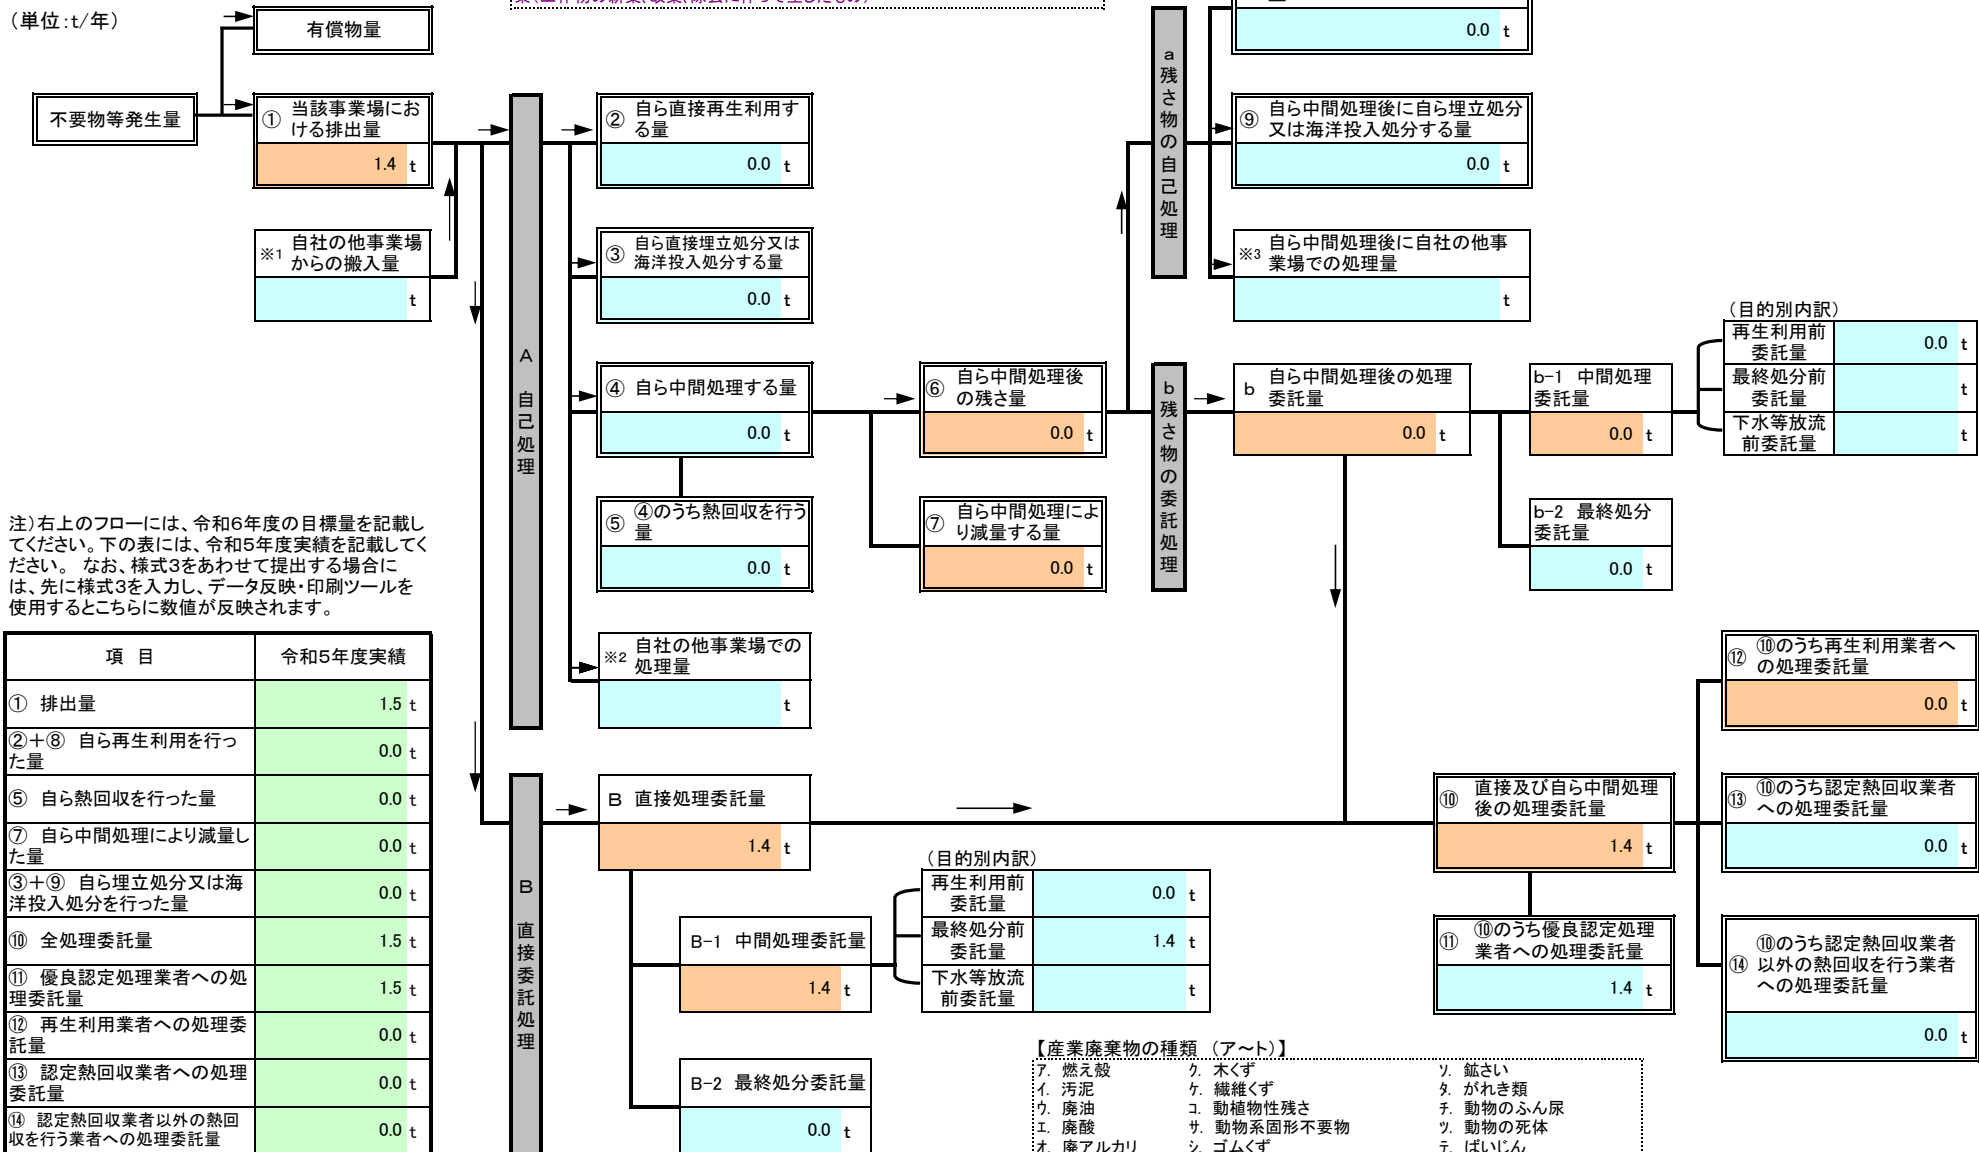 (単位:t/年)
有償物量
不要物等発生量
① 当該事業場にお
ける排出量
1.4 t
※1 自社の他事業場
からの搬入量
t
A 自己処理
② 自ら直接再生利用す
る量
0.0 t
③ 自ら直接埋立処分又は
海洋投入処分する量
0.0 t
④ 自ら中間処理する量
0.0 t
⑤ ④のうち熱回収を行う
量
0.0 t
※2 自社の他事業場での
処理量
t
⑥ 自ら中間処理後
の残さ量
0.0 t
⑦ 自ら中間処理によ
り減量する量
0.0 t
a 残さ物の自己処理
0.0 t
⑨ 自ら中間処理後に自ら埋立処分
又は海洋投入処分する量
0.0 t
※3 自ら中間処理後に自社の他事
業場での処理量
t
b 残さ物の委託処理
b 自ら中間処理後の処理
委託量
0.0 t
b-1 中間処理
委託量
0.0 t
(目的別内訳)
再生利用前
委託量
0.0 t
最終処分前
委託量
t
下水等放流
前委託量
t
b-2 最終処分
委託量
0.0 t
注)右上のフローには、令和6年度の目標量を記載し
てください。下の表には、令和5年度実績を記載してく
ださい。 なお、様式3をあわせて提出する場合に
は、先に様式3を入力し、データ反映・印刷ツールを
使用するとこちらに数値が反映されます。
項 目 令和5年度実績
① 排出量 1.5 t
②+⑧ 自ら再生利用を行っ
た量
0.0 t
⑤ 自ら熱回収を行った量 0.0 t
⑦ 自ら中間処理により減量し
た量
0.0 t
③+⑨ 自ら埋立処分又は海
洋投入処分を行った量
0.0 t
⑩ 全処理委託量 1.5 t
⑪ 優良認定処理業者への処
理委託量
1.5 t
⑫ 再生利用業者への処理委
託量
0.0 t
⑬ 認定熱回収業者への処理
委託量
0.0 t
⑭ 認定熱回収業者以外の熱回
収を行う業者への処理委託量
0.0 t
B 直接委託処理
B 直接処理委託量
1.4 t
B-1 中間処理委託量
1.4 t
(目的別内訳)
再生利用前
委託量
0.0 t
最終処分前
委託量
1.4 t
下水等放流
前委託量
t
B-2 最終処分委託量
0.0 t
⑩ 直接及び自ら中間処理
後の処理委託量
1.4 t
⑪ ⑩のうち優良認定処理
業者への処理委託量
1.4 t
⑫ ⑩のうち再生利用業者へ
の処理委託量
0.0 t
⑬ ⑩のうち認定熱回収業者
への処理委託量
0.0 t
⑭ ⑩のうち認定熱回収業者
以外の熱回収を行う業者
への処理委託量
0.0 t
【産業廃棄物の種類 (ア~ト)】
ア. 燃え殻 ク. 木くず ソ. 鉱さい
イ. 汚泥 ケ. 繊維くず タ. がれき類
ウ. 廃油 コ. 動植物性残さ チ. 動物のふん尿
エ. 廃酸 サ. 動物系固形不要物 ツ. 動物の死体
オ. 廃アルカリ シ. ゴムくず テ. ばいじん